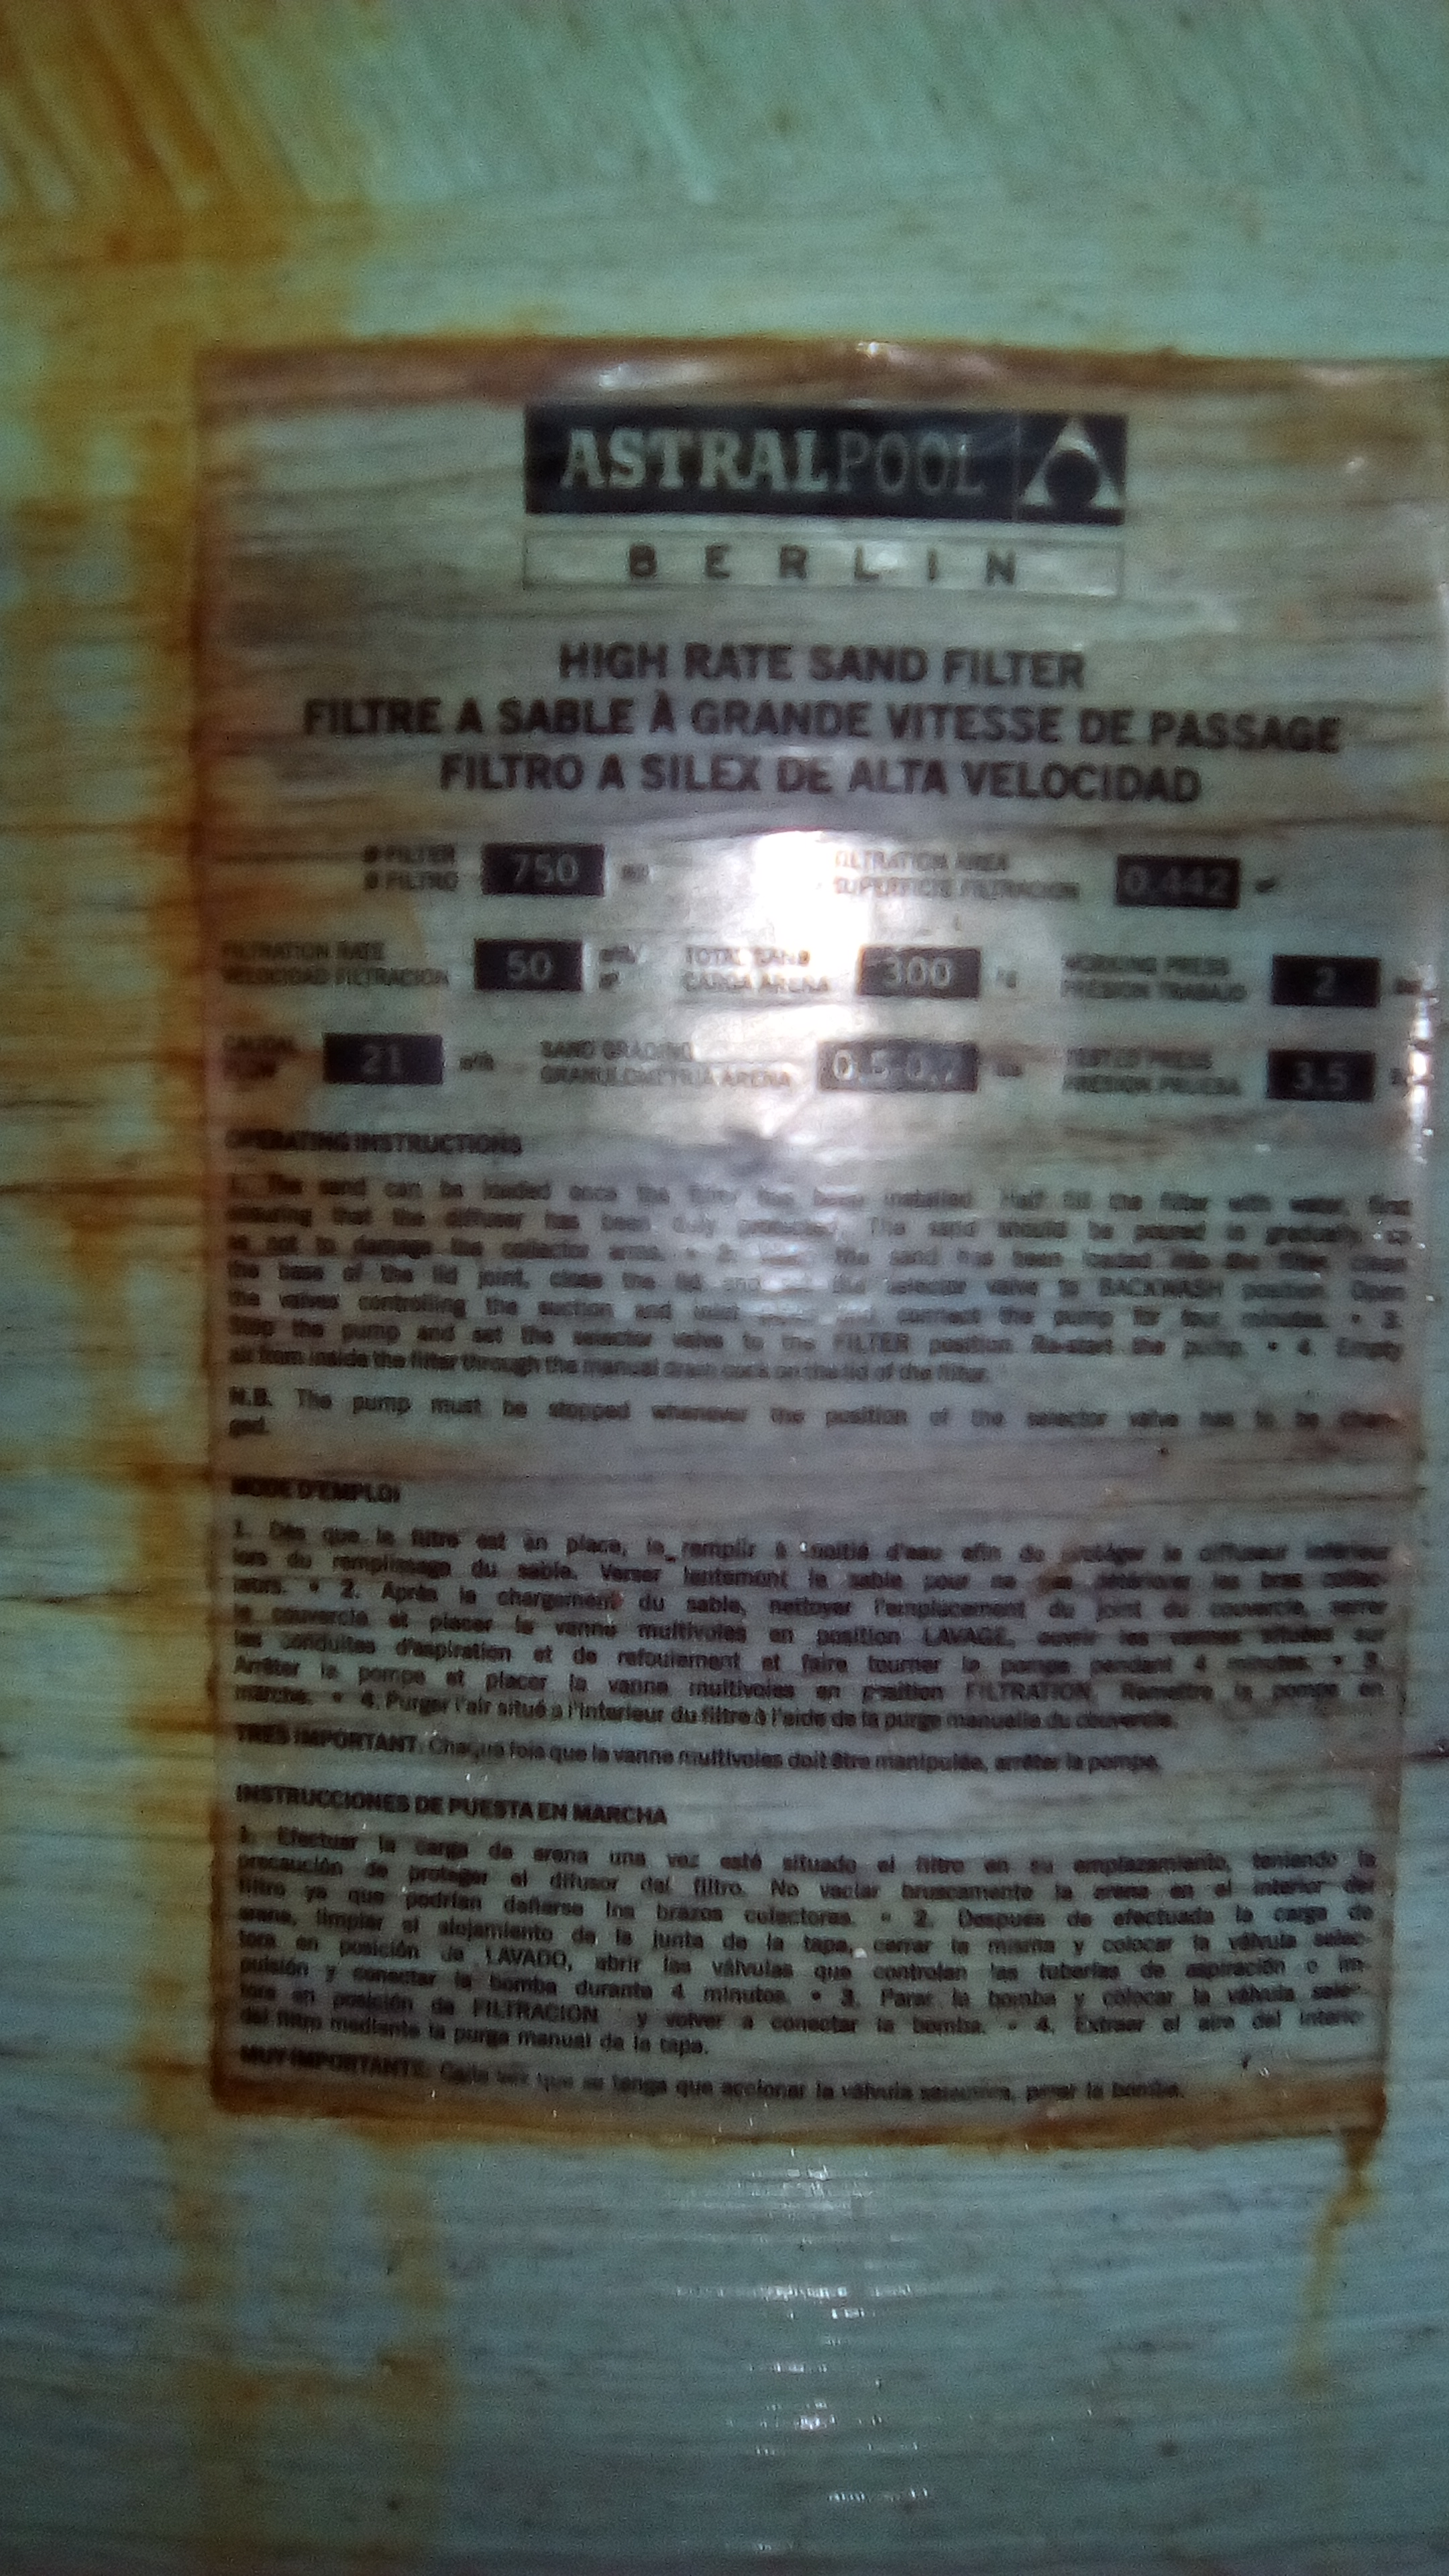 ASTRALPOOL
BERLIN
HIGH RATE SAND FILTER
FILTRE A SABLE À GRANDE VITESSE DE PASSAGE
FILTRO A SILEX DE ALTA VELOCIDAD
Ø FILTER 750 FILTRATION AREA 0.442
Ø FILTRO SUPERFICIE FILTRACION
FILTRATION RATE 50 TOTAL SAND 300 WORKING PRESS 2
VELOCIDAD FILTRACION CARGA ARENA PRESION TRABAJO
CAUDAL 21 m³/h SAND GRADING 0.5-0.7 TESTED PRESS 3.5
FLOW GRANULOMETRIA ARENA PRESION PRUEBA
OPERATING INSTRUCTIONS
1. The sand can be loaded once the filter has been installed. Half fill the filter with water, first
ensuring that the diffuser has been duly protected. The sand should be poured in gradually, so
as not to damage the collector arms. • 2. the sand has been loaded into the filter, clean
the base of the lid joint, close the lid and set the selector valve to BACKWASH position. Open
the valves controlling the suction and inlet and connect the pump for four minutes. • 3.
Stop the pump and set the selector valve to the FILTER position. Re-start the pump. • 4. Empty
air from inside the filter through the manual drain cock on the lid of the filter.
N.B. The pump must be stopped whenever the position of the selector valve has to be chan-
ged.
MODE D'EMPLOI
1. Dès que le filtre est en place, le remplir à moitié d'eau afin de protéger le diffuseur intérieur
lors du remplissage du sable. Verser lentement le sable pour ne pas détériorer les bras collec-
teurs. • 2. Après le chargement du sable, nettoyer l'emplacement du joint du couvercle, serrer
le couvercle et placer la vanne multivoies en position LAVAGE, ouvrir les vannes situées sur
les conduites d'aspiration et de refoulement et faire tourner la pompe pendant 4 minutes. • 3.
Arrêter la pompe et placer la vanne multivoies en position FILTRATION. Remettre la pompe en
marche. • 4. Purger l'air situé a l'interieur du filtre à l'aide de la purge manuelle du couvercle.
TRES IMPORTANT: Chaque fois que la vanne multivoies doit être manipulée, arrêter la pompe.
INSTRUCCIONES DE PUESTA EN MARCHA
1. Efectuar la carga de arena una vez esté situado el filtro en su emplazamiento, teniendo la
precaución de proteger el difusor del filtro. No vaciar bruscamente la arena en el interior del
filtro ya que podrían dañarse los brazos colectores. • 2. Despues de efectuada la carga de
arena, limpiar el alojamiento de la junta de la tapa, cerrar la misma y colocar la válvula selec-
tora en posición de LAVADO, abrir las válvulas que controlan las tuberías de aspiración o im-
pulsión y conectar la bomba durante 4 minutos. • 3. Parar la bomba y colocar la válvula selec-
tora en posición de FILTRACION y volver a conectar la bomba. • 4. Extraer el aire del interior
del filtro mediante la purga manual de la tapa.
MUY IMPORTANTE: Cada vez que se tenga que accionar la válvula selectora, parar la bomba.